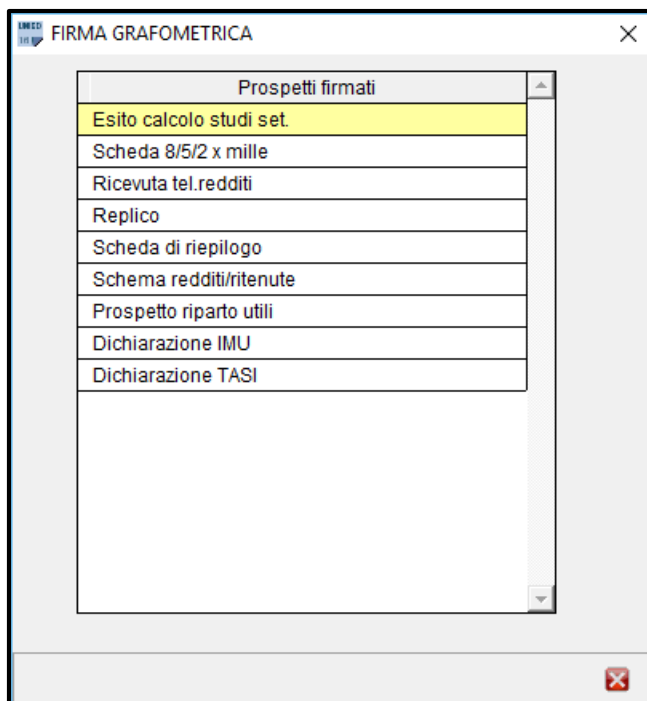 FIRMA GRAFOMETRICA
Prospetti firmati
Esito calcolo studi set.
Scheda 8/5/2 x mille
Ricevuta tel.redditi
Replico
Scheda di riepilogo
Schema redditi/ritenute
Prospetto riparto utili
Dichiarazione IMU
Dichiarazione TASI